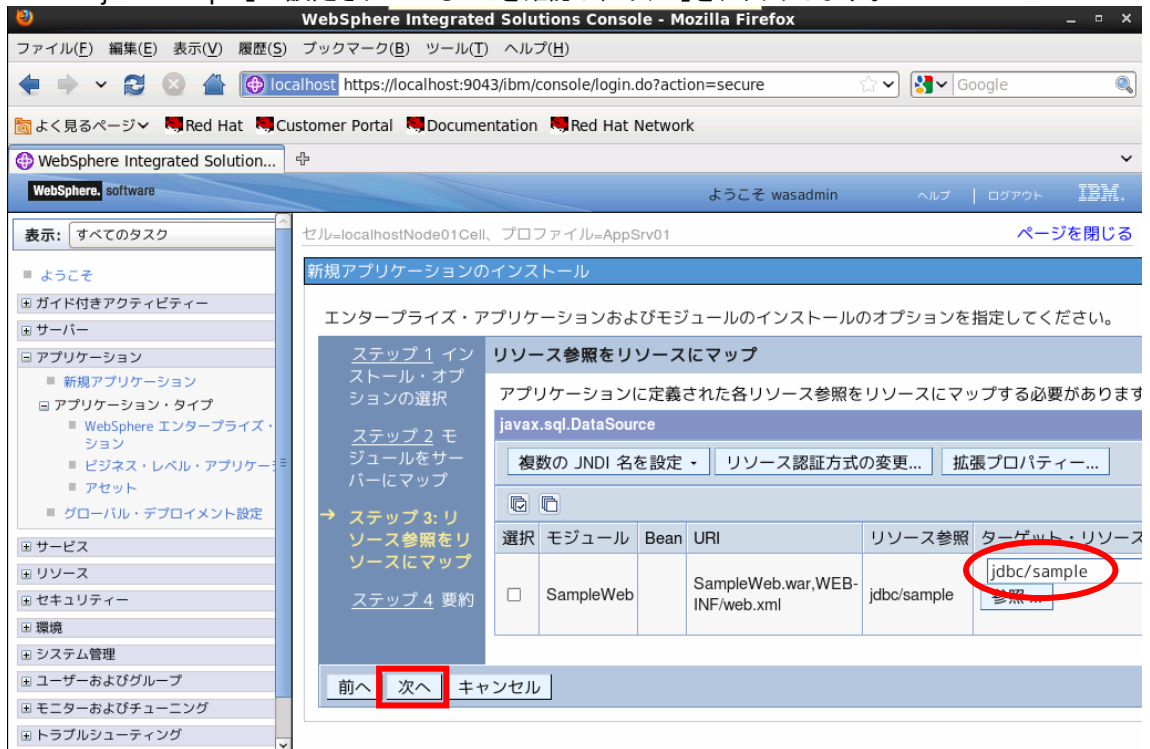 WebSphere Integrated Solutions Console - Mozilla Firefox
ファイル(F) 編集(E) 表示(V) 履歴(S) ブックマーク(B) ツール(T) ヘルプ(H)
localhost https://localhost:9043/ibm/console/login.do?action=secure Google
よく見るページ Red Hat Customer Portal Documentation Red Hat Network
WebSphere Integrated Solution...
WebSphere. software ようこそ wasadmin ヘルプ | ログアウト IBM.
表示: すべてのタスク
ようこそ
ガイド付きアクティビティー
サーバー
アプリケーション
新規アプリケーション
アプリケーション・タイプ
WebSphere エンタープライズ・
ション
ビジネス・レベル・アプリケー
アセット
グローバル・デプロイメント設定
サービス
リソース
セキュリティー
環境
システム管理
ユーザーおよびグループ
モニターおよびチューニング
トラブルシューティング
セル=localhostNode01Cell、プロファイル=AppSrv01 ページを閉じる
新規アプリケーションのインストール
エンタープライズ・アプリケーションおよびモジュールのインストールのオプションを指定してください。
ステップ 1 イン
ストール・オプ
ションの選択
ステップ 2 モ
ジュールをサー
バーにマップ
→ ステップ 3: リ
ソース参照をリ
ソースにマップ
ステップ 4 要約
リソース参照をリソースにマップ
アプリケーションに定義された各リソース参照をリソースにマップする必要があります
javax.sql.DataSource
複数の JNDI 名を設定 リソース認証方式の変更... 拡張プロパティー...
選択 モジュール Bean URI リソース参照 ターゲット・リソース
SampleWeb SampleWeb.war,WEB-
INF/web.xml jdbc/sample jdbc/sample
参照 ...
前へ 次へ キャンセル